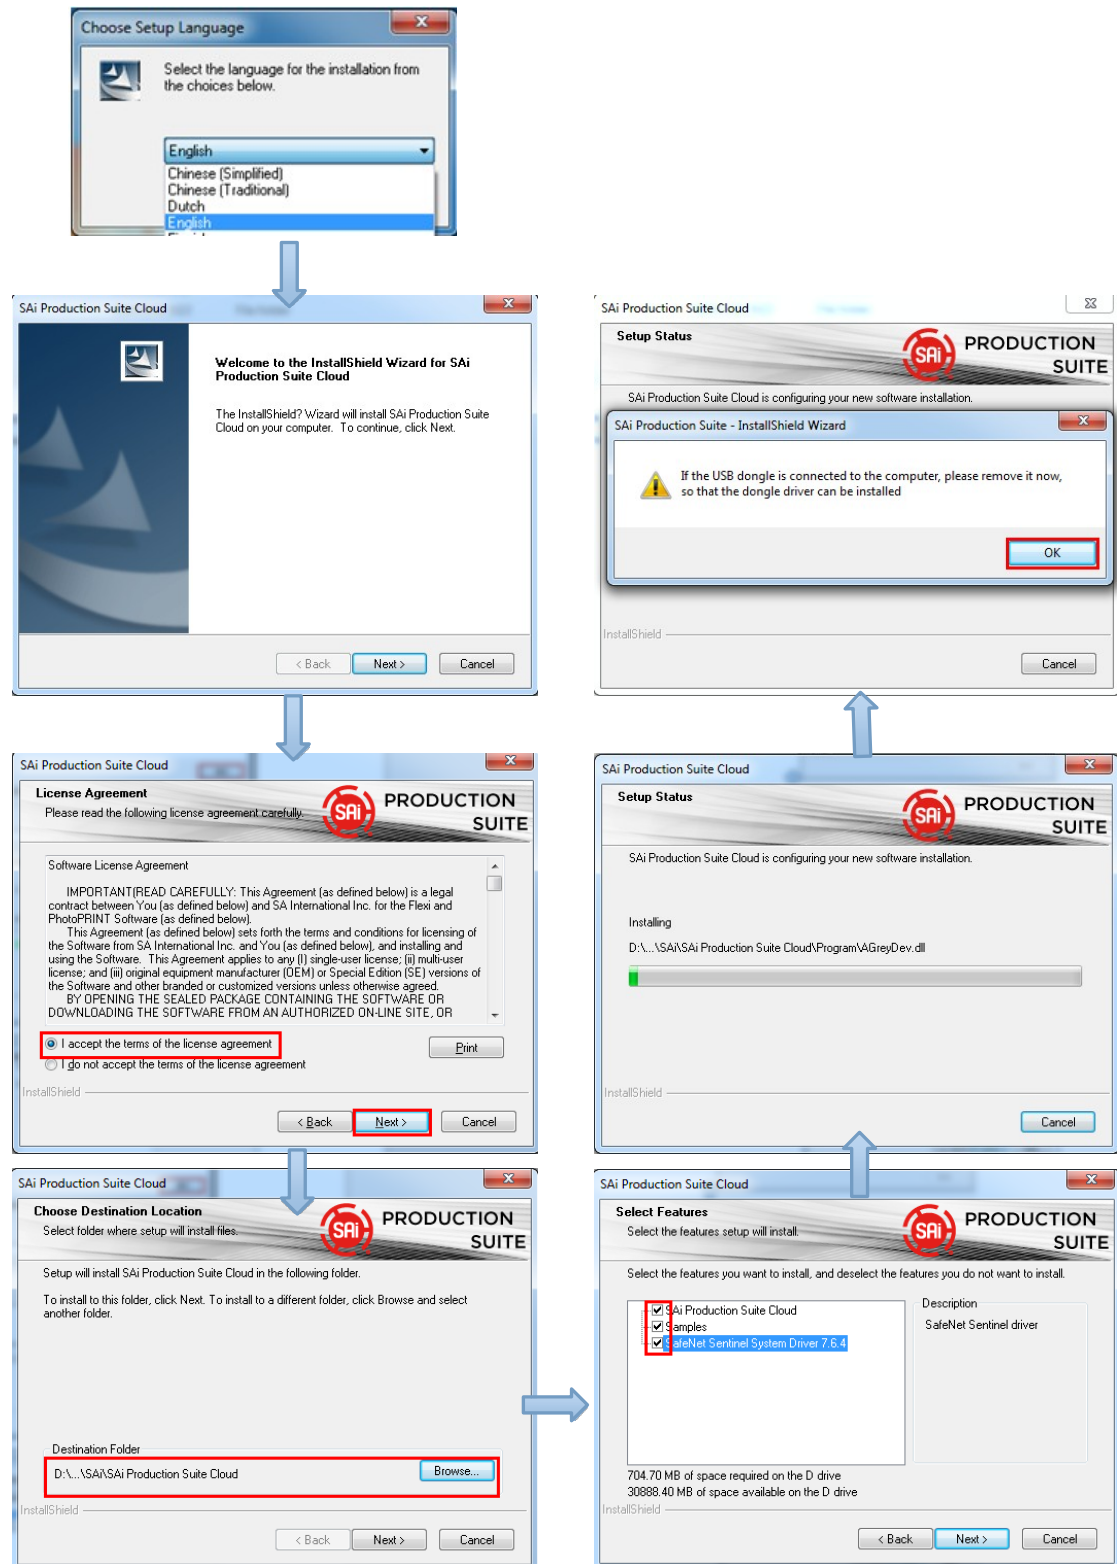 Choose Setup Language
Select the language for the installation from
the choices below.
English
Chinese (Simplified)
Chinese (Traditional)
Dutch
English
SAi Production Suite Cloud
Welcome to the InstallShield Wizard for SAi
Production Suite Cloud
The InstallShield? Wizard will install SAi Production Suite
Cloud on your computer. To continue, click Next.
< Back
Next >
Cancel
SAi Production Suite Cloud
License Agreement
Please read the following license agreement carefully.
SAi
PRODUCTION
SUITE
Software License Agreement
IMPORTANT(READ CAREFULLY: This Agreement (as defined below) is a legal
contract between You (as defined below) and SA International Inc. for the Flexi and
PhotoPRINT Software (as defined below).
This Agreement (as defined below) sets forth the terms and conditions for licensing of
the Software from SA International Inc. and You (as defined below), and installing and
using the Software. This Agreement applies to any (I) single-user license; (ii) multi-user
license; and (iii) original equipment manufacturer (OEM) or Special Edition (SE) versions of
the Software and other branded or customized versions unless otherwise agreed.
BY OPENING THE SEALED PACKAGE CONTAINING THE SOFTWARE OR
DOWNLOADING THE SOFTWARE FROM AN AUTHORIZED ON-LINE SITE, OR
I accept the terms of the license agreement
Print
I do not accept the terms of the license agreement
InstallShield
< Back
Next >
Cancel
SAi Production Suite Cloud
Choose Destination Location
Select folder where setup will install files.
SAi
PRODUCTION
SUITE
Setup will install SAi Production Suite Cloud in the following folder.
To install to this folder, click Next. To install to a different folder, click Browse and select
another folder.
Destination Folder
D:\...\SAi\SAi Production Suite Cloud
Browse...
InstallShield
< Back
Next >
Cancel
SAi Production Suite Cloud
Select Features
Select the features setup will install.
SAi
PRODUCTION
SUITE
Select the features you want to install, and deselect the features you do not want to install.
SAi Production Suite Cloud
Samples
SafeNet Sentinel System Driver 7.6.4
Description
SafeNet Sentinel driver
704.70 MB of space required on the D drive
30888.40 MB of space available on the D drive
InstallShield
< Back
Next >
Cancel
SAi Production Suite Cloud
Setup Status
SAi
PRODUCTION
SUITE
SAi Production Suite Cloud is configuring your new software installation.
Installing
D:\...\SAi\SAi Production Suite Cloud\Program\AGreyDev.dll
InstallShield
Cancel
SAi Production Suite Cloud
Setup Status
SAi
PRODUCTION
SUITE
SAi Production Suite Cloud is configuring your new software installation.
SAi Production Suite - InstallShield Wizard
If the USB dongle is connected to the computer, please remove it now,
so that the dongle driver can be installed
OK
InstallShield
Cancel